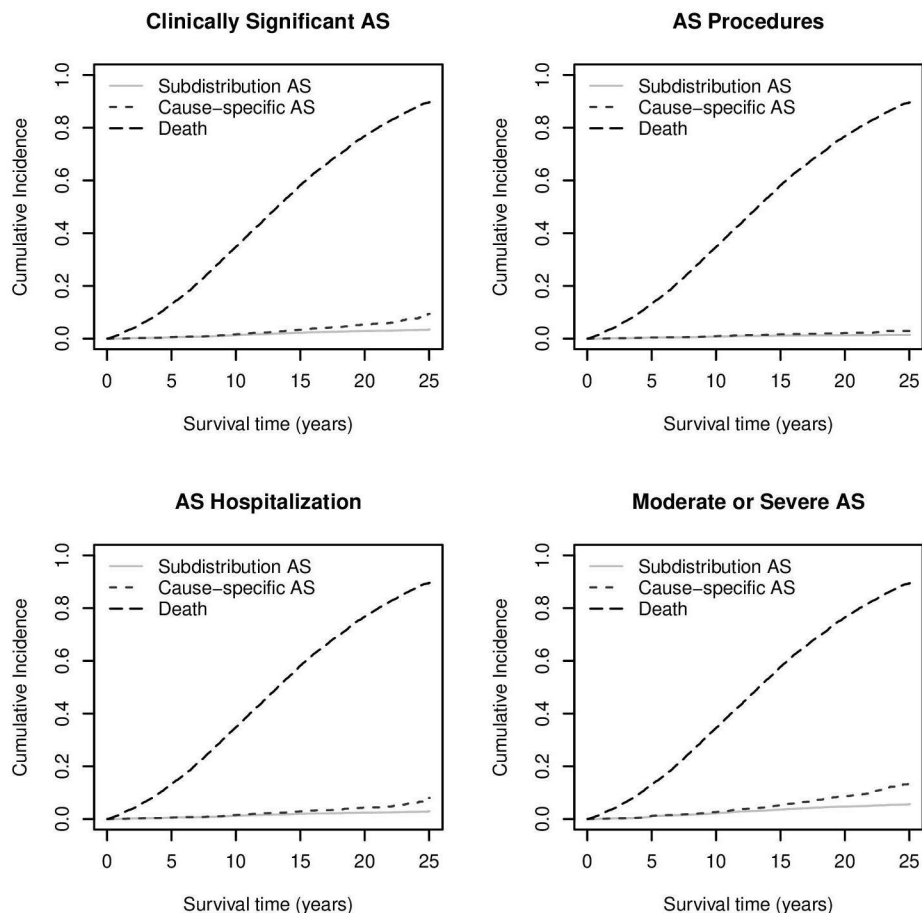 Clinically Significant AS
Cumulative Incidence
1.0
0.8
0.6
0.4
0.2
0.0
Subdistribution AS
Cause−specific AS
Death
0 5 10 15 20 25
Survival time (years)
AS Procedures
Cumulative Incidence
1.0
0.8
0.6
0.4
0.2
0.0
Subdistribution AS
Cause−specific AS
Death
0 5 10 15 20 25
Survival time (years)
AS Hospitalization
Cumulative Incidence
1.0
0.8
0.6
0.4
0.2
0.0
Subdistribution AS
Cause−specific AS
Death
0 5 10 15 20 25
Survival time (years)
Moderate or Severe AS
Cumulative Incidence
1.0
0.8
0.6
0.4
0.2
0.0
Subdistribution AS
Cause−specific AS
Death
0 5 10 15 20 25
Survival time (years)